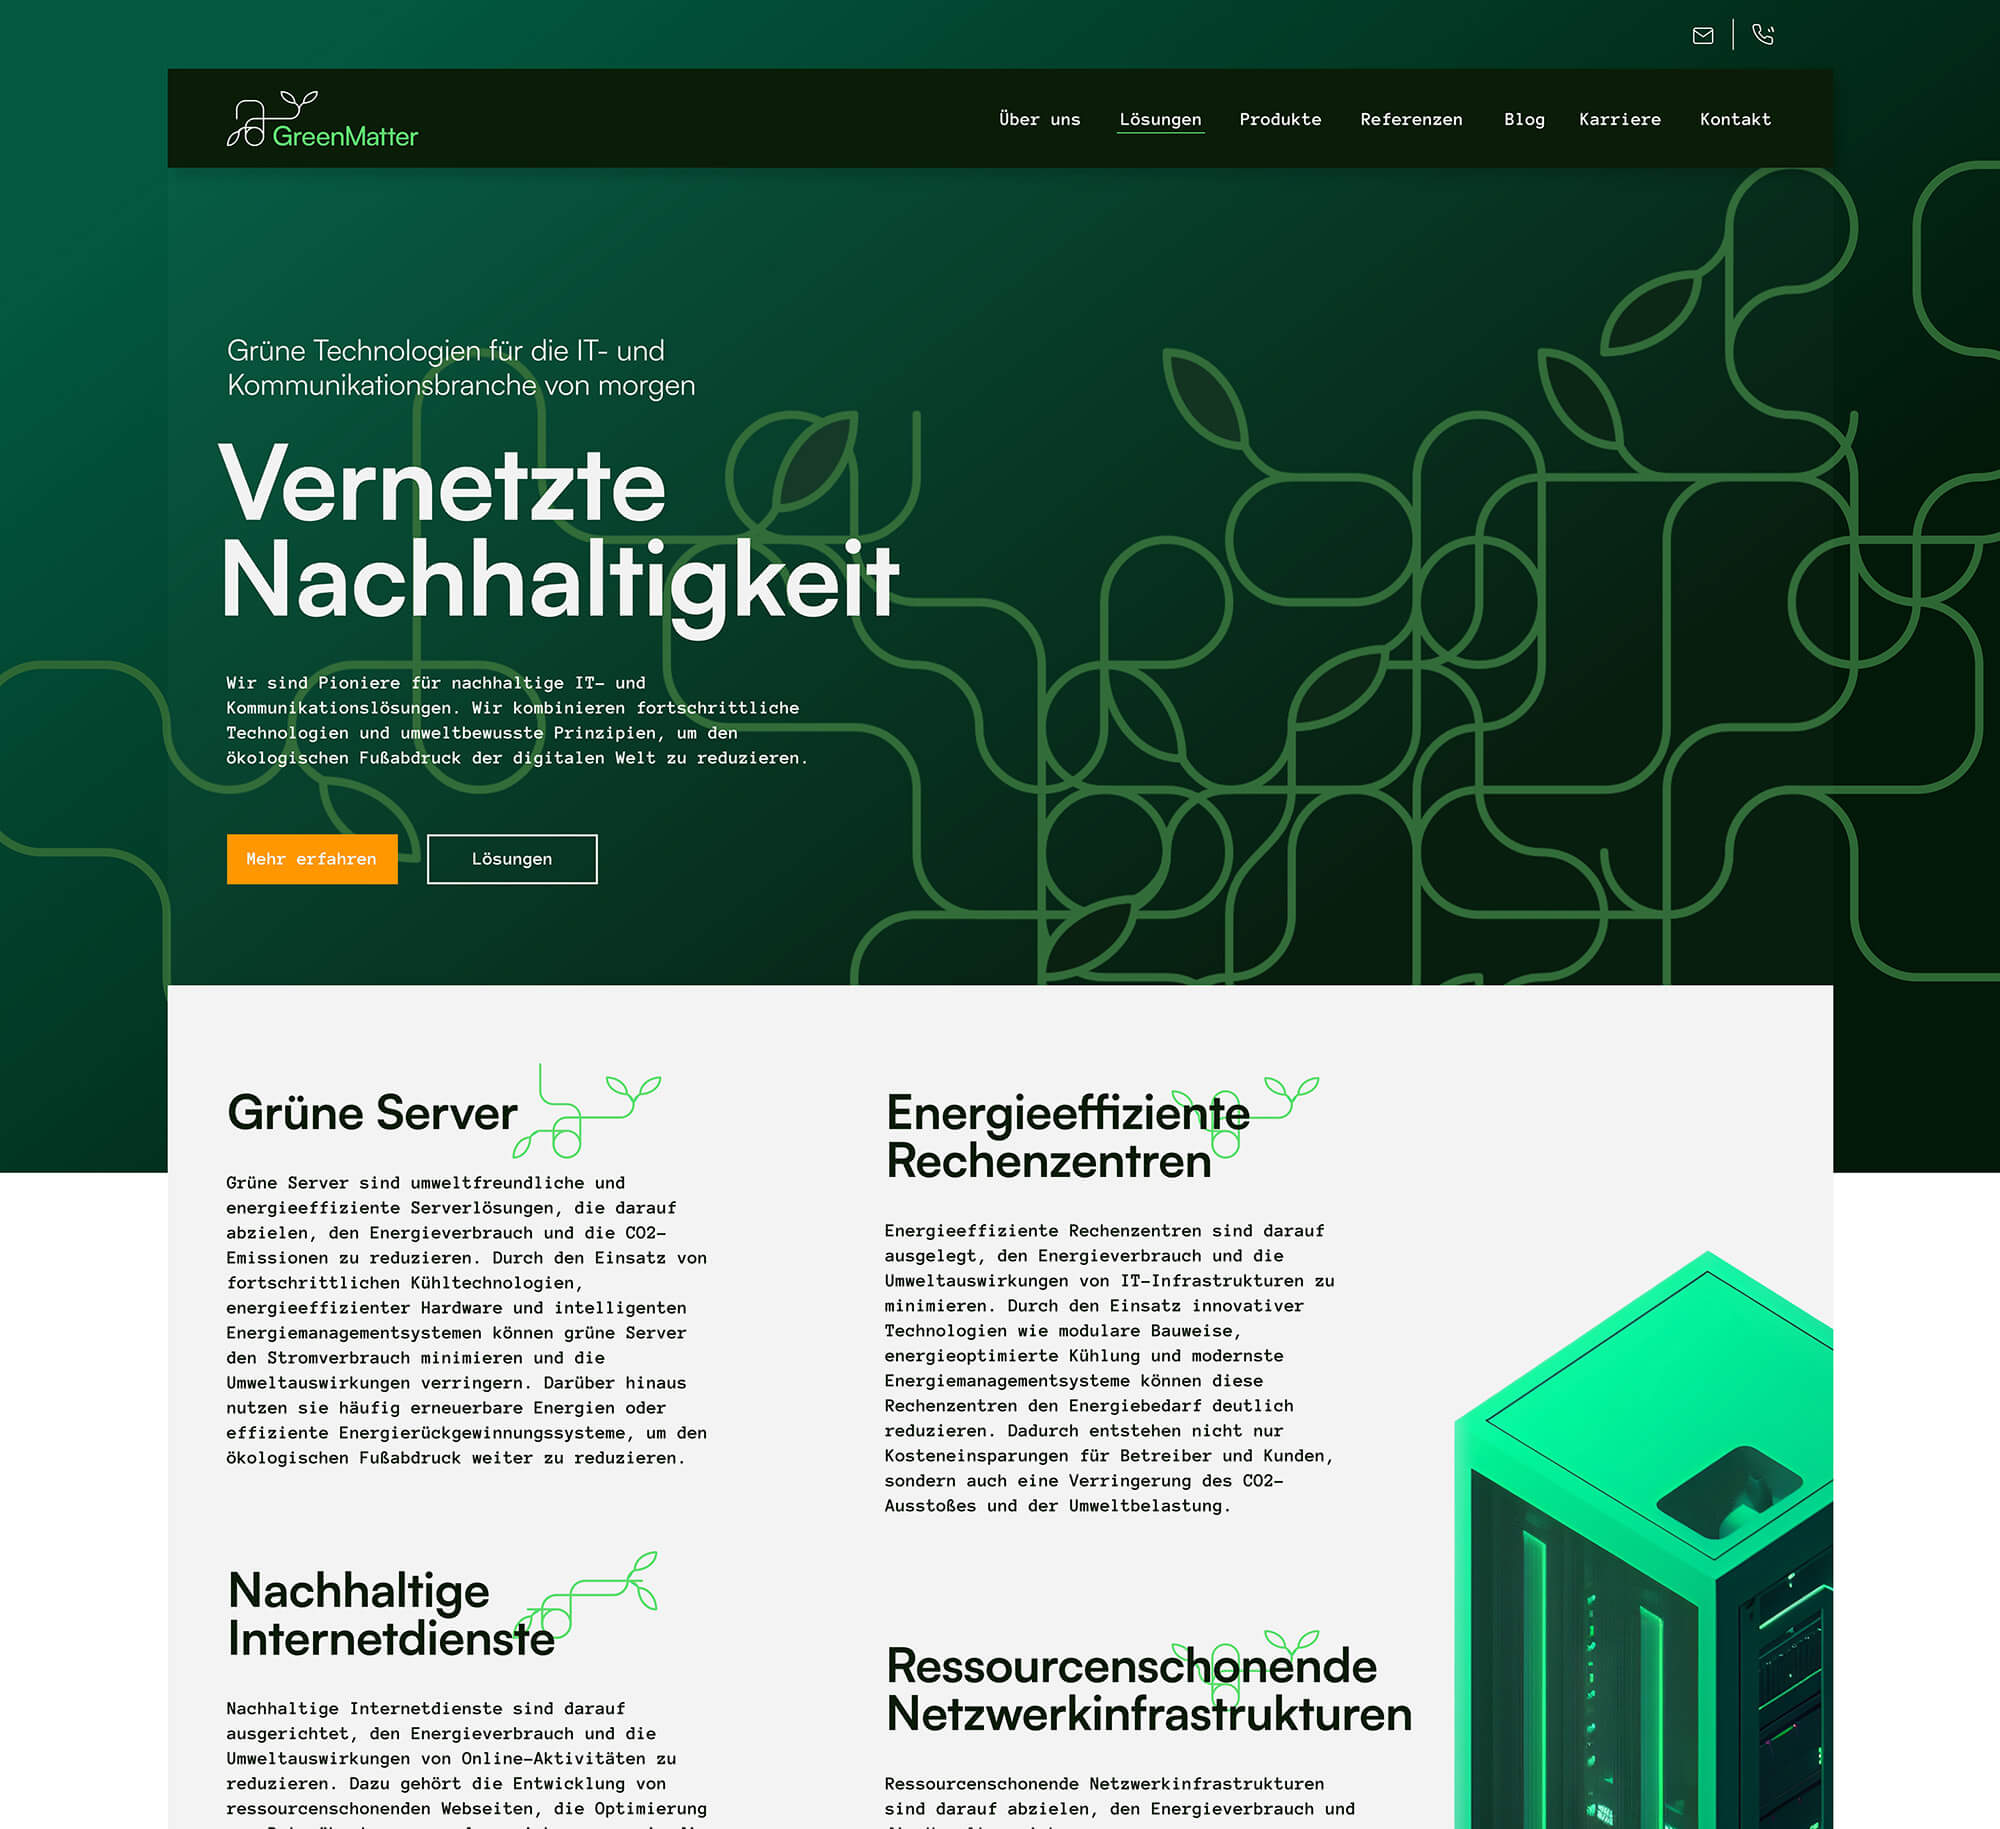 GreenMatter
Über uns Lösungen Produkte Referenzen Blog Karriere Kontakt
Grüne Technologien für die IT- und
Kommunikationsbranche von morgen
Vernetzte
Nachhaltigkeit
Wir sind Pioniere für nachhaltige IT- und
Kommunikationslösungen. Wir kombinieren fortschrittliche
Technologien und umweltbewusste Prinzipien, um den
ökologischen Fußabdruck der digitalen Welt zu reduzieren.
Mehr erfahren Lösungen
Grüne Server
Grüne Server sind umweltfreundliche und
energieeffiziente Serverlösungen, die darauf
abzielen, den Energieverbrauch und die CO2-
Emissionen zu reduzieren. Durch den Einsatz von
fortschrittlichen Kühltechnologien,
energieeffizienter Hardware und intelligenten
Energiemanagementsystemen können grüne Server
den Stromverbrauch minimieren und die
Umweltauswirkungen verringern. Darüber hinaus
nutzen sie häufig erneuerbare Energien oder
effiziente Energierückgewinnungssysteme, um den
ökologischen Fußabdruck weiter zu reduzieren.
Energieeffiziente
Rechenzentren
Energieeffiziente Rechenzentren sind darauf
ausgelegt, den Energieverbrauch und die
Umweltauswirkungen von IT-Infrastrukturen zu
minimieren. Durch den Einsatz innovativer
Technologien wie modulare Bauweise,
energieoptimierte Kühlung und modernste
Energiemanagementsysteme können diese
Rechenzentren den Energiebedarf deutlich
reduzieren. Dadurch entstehen nicht nur
Kosteneinsparungen für Betreiber und Kunden,
sondern auch eine Verringerung des CO2-
Ausstoßes und der Umweltbelastung.
Nachhaltige
Internetdienste
Nachhaltige Internetdienste sind darauf
ausgerichtet, den Energieverbrauch und die
Umweltauswirkungen von Online-Aktivitäten zu
reduzieren. Dazu gehört die Entwicklung von
ressourcenschonenden Webseiten, die Optimierung
Ressourcenschonende
Netzwerkinfrastrukturen
Ressourcenschonende Netzwerkinfrastrukturen
sind darauf abzielen, den Energieverbrauch und